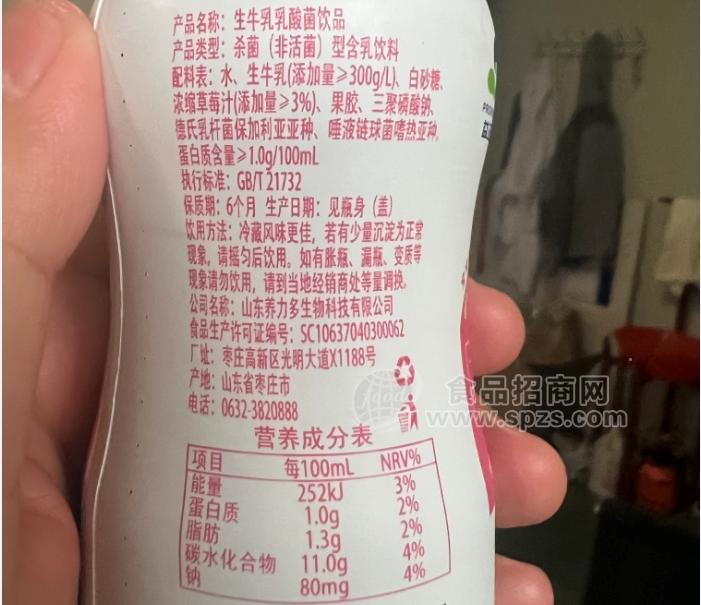 产品名称：生牛乳乳酸菌饮品
产品类型：杀菌（非活菌）型含乳饮料
配料表：水、生牛乳(添加量≥300g/L)、白砂糖、
浓缩草莓汁(添加量≥3%)、果胶、三聚磷酸钠、
德氏乳杆菌保加利亚亚种、唾液链球菌嗜热亚种,
蛋白质含量≥1.0g/100mL
执行标准：GB/T 21732
保质期：6个月 生产日期：见瓶身（盖）
饮用方法：冷藏风味更佳，若有少量沉淀为正常
现象，请摇匀后饮用。如有胀瓶、漏瓶、变质等
现象请勿饮用，请到当地经销商处等量调换。
公司名称：山东养力多生物科技有限公司
食品生产许可证编号：SC10637040300062
厂址：枣庄高新区光明大道X1188号
产地：山东省枣庄市
电话：0632-3820888
营养成分表
项目 每100mL NRV%
能量 252kJ 3%
蛋白质 1.0g 2%
脂肪 1.3g 2%
碳水化合物 11.0g 4%
钠 80mg 4%
food
食品招商网
www.spzs.com